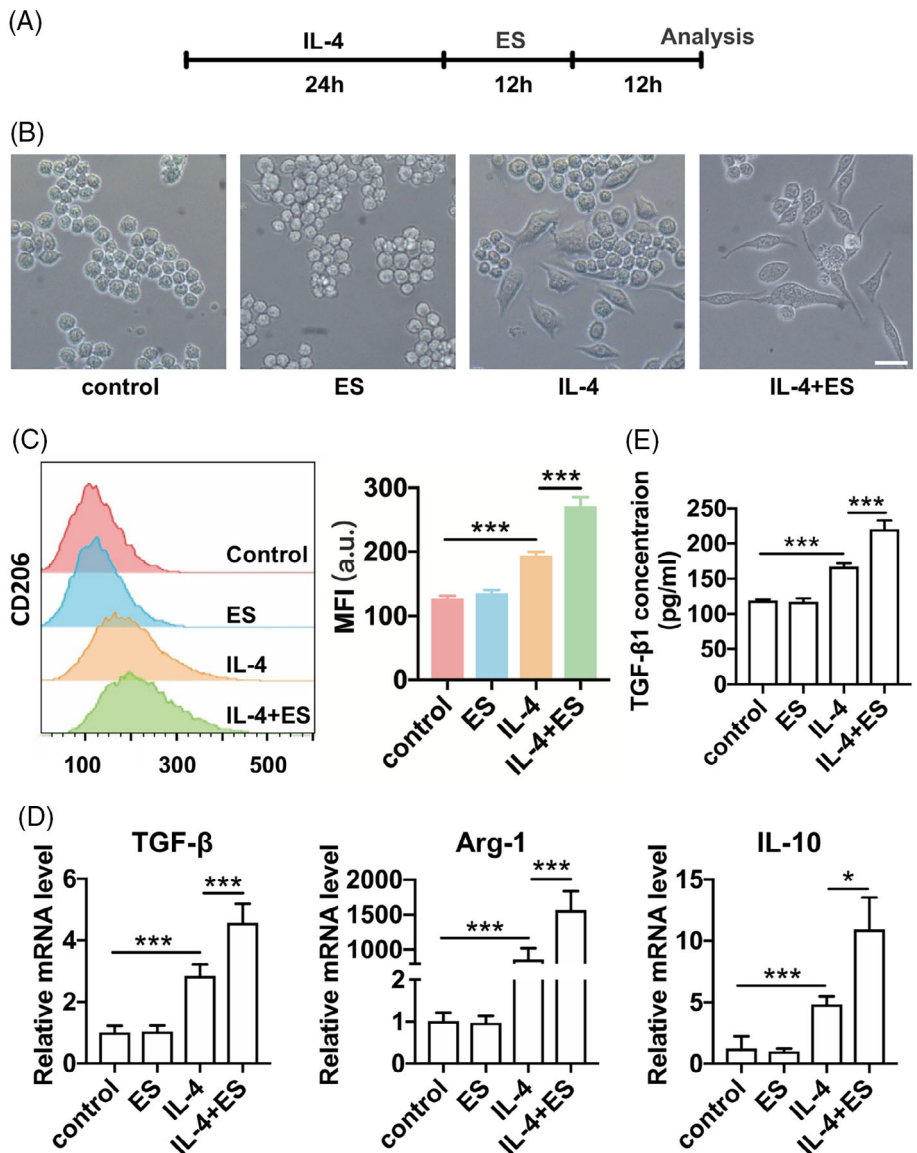 (A)
IL-4 ES Analysis
24h 12h 12h
(B)
control ES IL-4 IL-4+ES
(C)
CD206
Control
ES
IL-4
IL-4+ES
100 300 500
MFI (a.u.)
300
200
100
0
***
***
control ES IL-4 IL-4+ES
(E)
TGF-β1 concentraion
(pg/ml)
250
200
150
100
50
0
***
***
control ES IL-4 IL-4+ES
(D)
TGF-β
Relative mRNA level
6
4
2
0
***
***
control ES IL-4 IL-4+ES
Arg-1
Relative mRNA level
2000
1500
1000
2
1
0
***
***
control ES IL-4 IL-4+ES
IL-10
Relative mRNA level
15
10
5
0
***
*
control ES IL-4 IL-4+ES